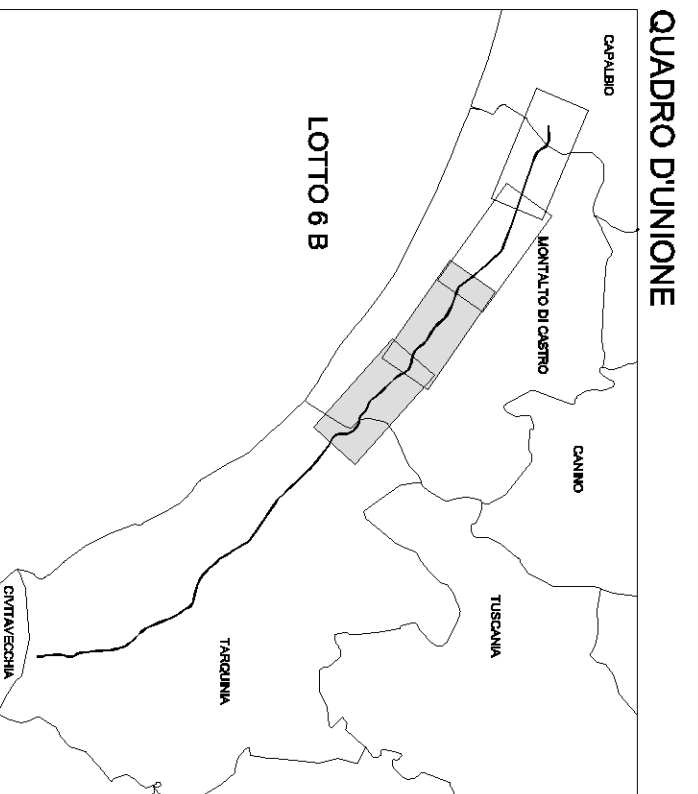 QUADRO D'UNIONE
CAPALBIO
LOTTO 6 B
MONTALTO DI CASTRO
CANINO
TUSCANIA
TARQUINIA
CIVITAVECCHIA